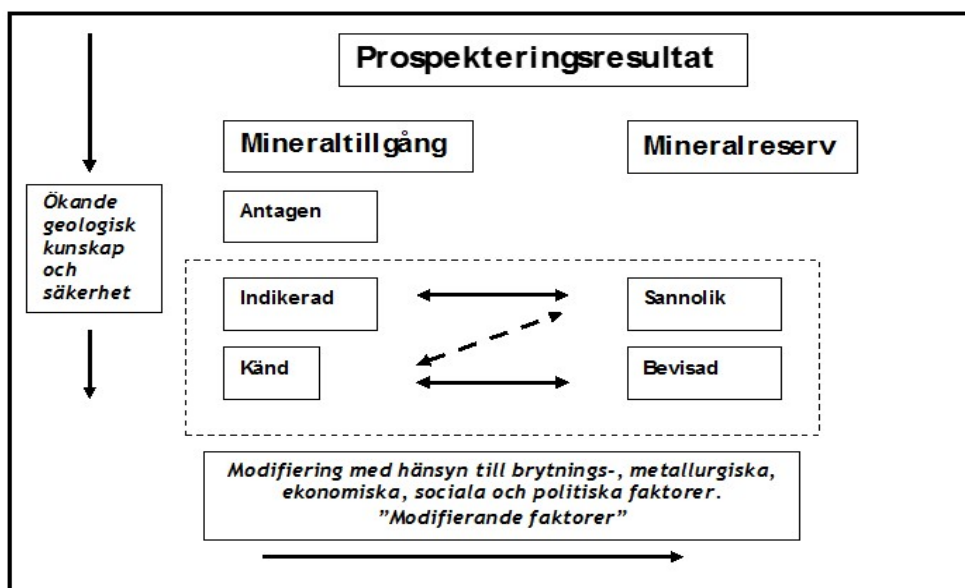 Prospekteringsresultat
Mineraltillgång
Mineralreserv
Ökande
geologisk
kunskap
och
säkerhet
Antagen
Indikerad
Sannolik
Känd
Bevisad
Modifiering med hänsyn till brytnings-, metallurgiska,
ekonomiska, sociala och politiska faktorer.
”Modifierande faktorer”